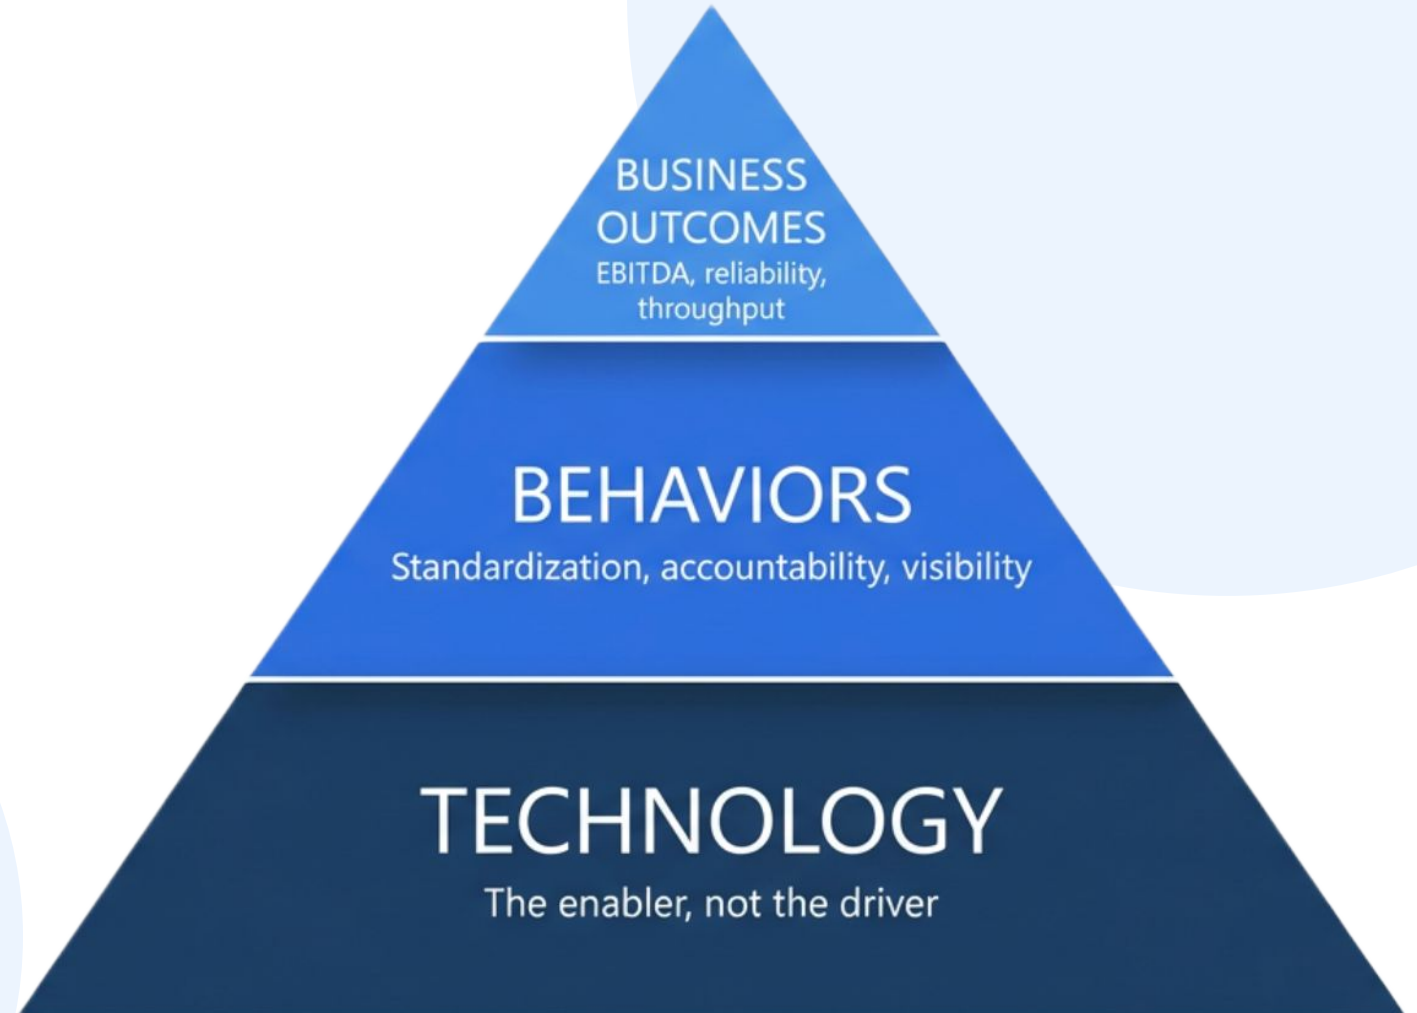 BUSINESS
OUTCOMES
EBITDA, reliability,
throughput
BEHAVIORS
Standardization, accountability, visibility
TECHNOLOGY
The enabler, not the driver